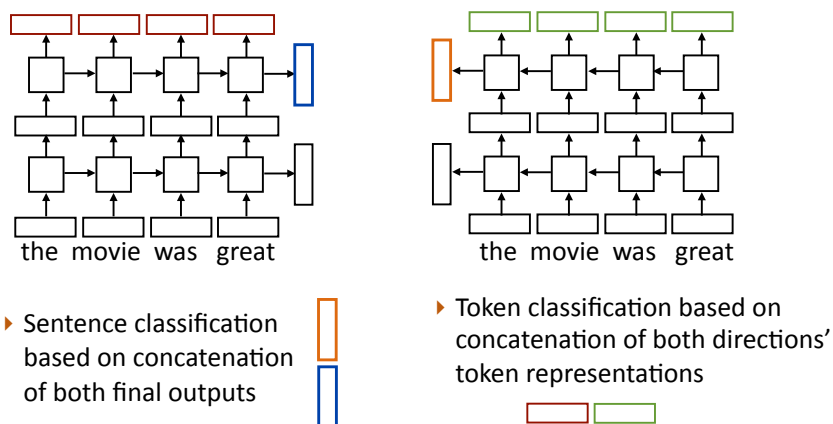 the movie was great
the movie was great
‣ Sentence classification
based on concatenation
of both final outputs
‣ Token classification based on
concatenation of both directions’
token representations